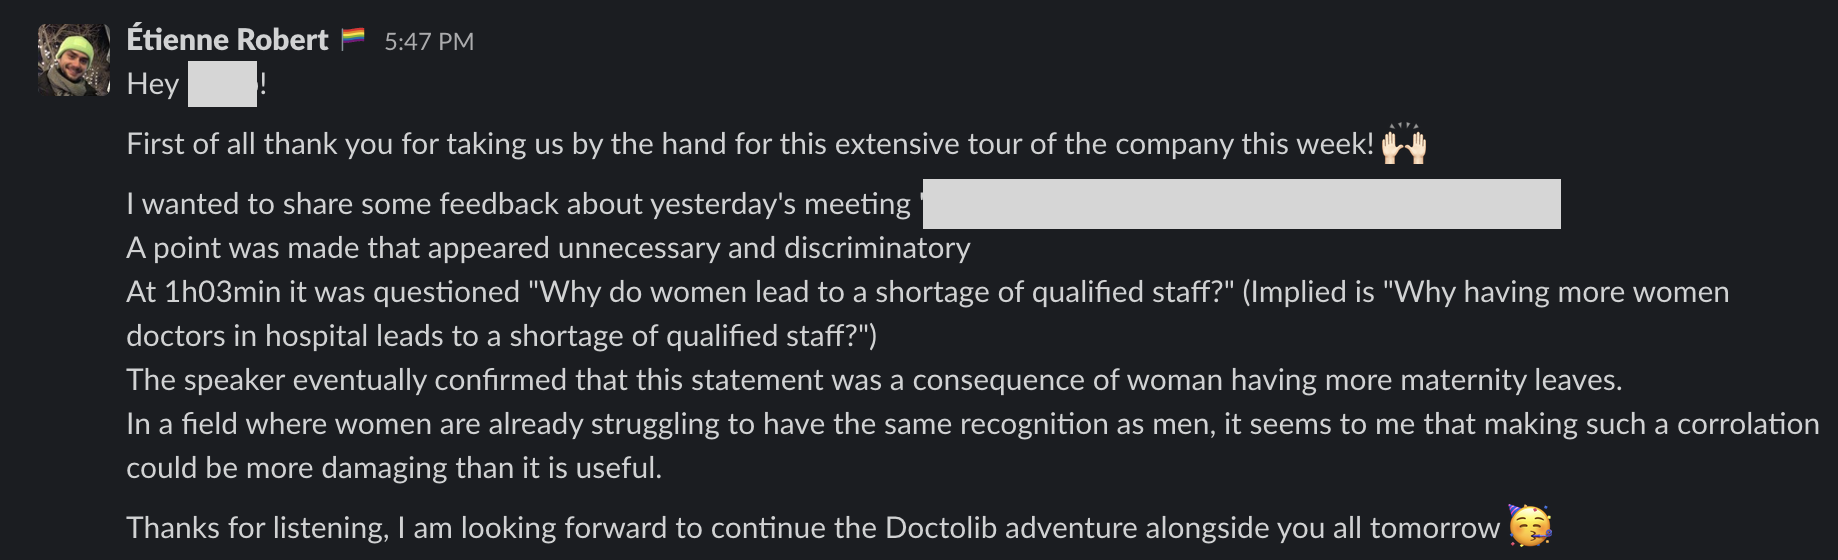 Étienne Robert 5:47 PM
Hey !
First of all thank you for taking us by the hand for this extensive tour of the company this week!
I wanted to share some feedback about yesterday's meeting '
A point was made that appeared unnecessary and discriminatory
At 1h03min it was questioned "Why do women lead to a shortage of qualified staff?" (Implied is "Why having more women
doctors in hospital leads to a shortage of qualified staff?")
The speaker eventually confirmed that this statement was a consequence of woman having more maternity leaves.
In a field where women are already struggling to have the same recognition as men, it seems to me that making such a corrolation
could be more damaging than it is useful.
Thanks for listening, I am looking forward to continue the Doctolib adventure alongside you all tomorrow